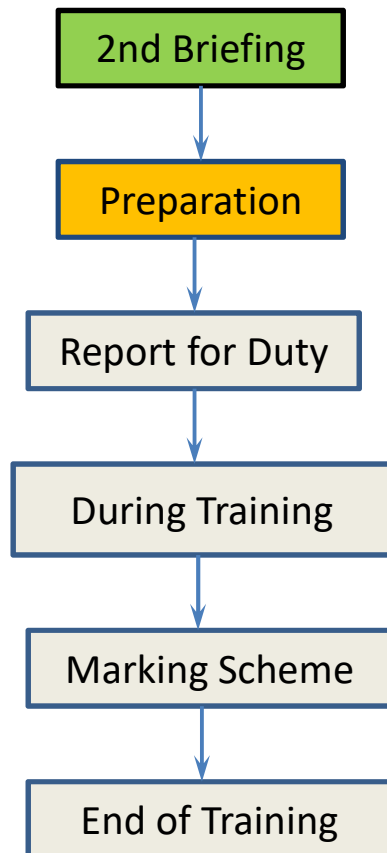 2nd Briefing
Preparation
Report for Duty
During Training
Marking Scheme
End of Training